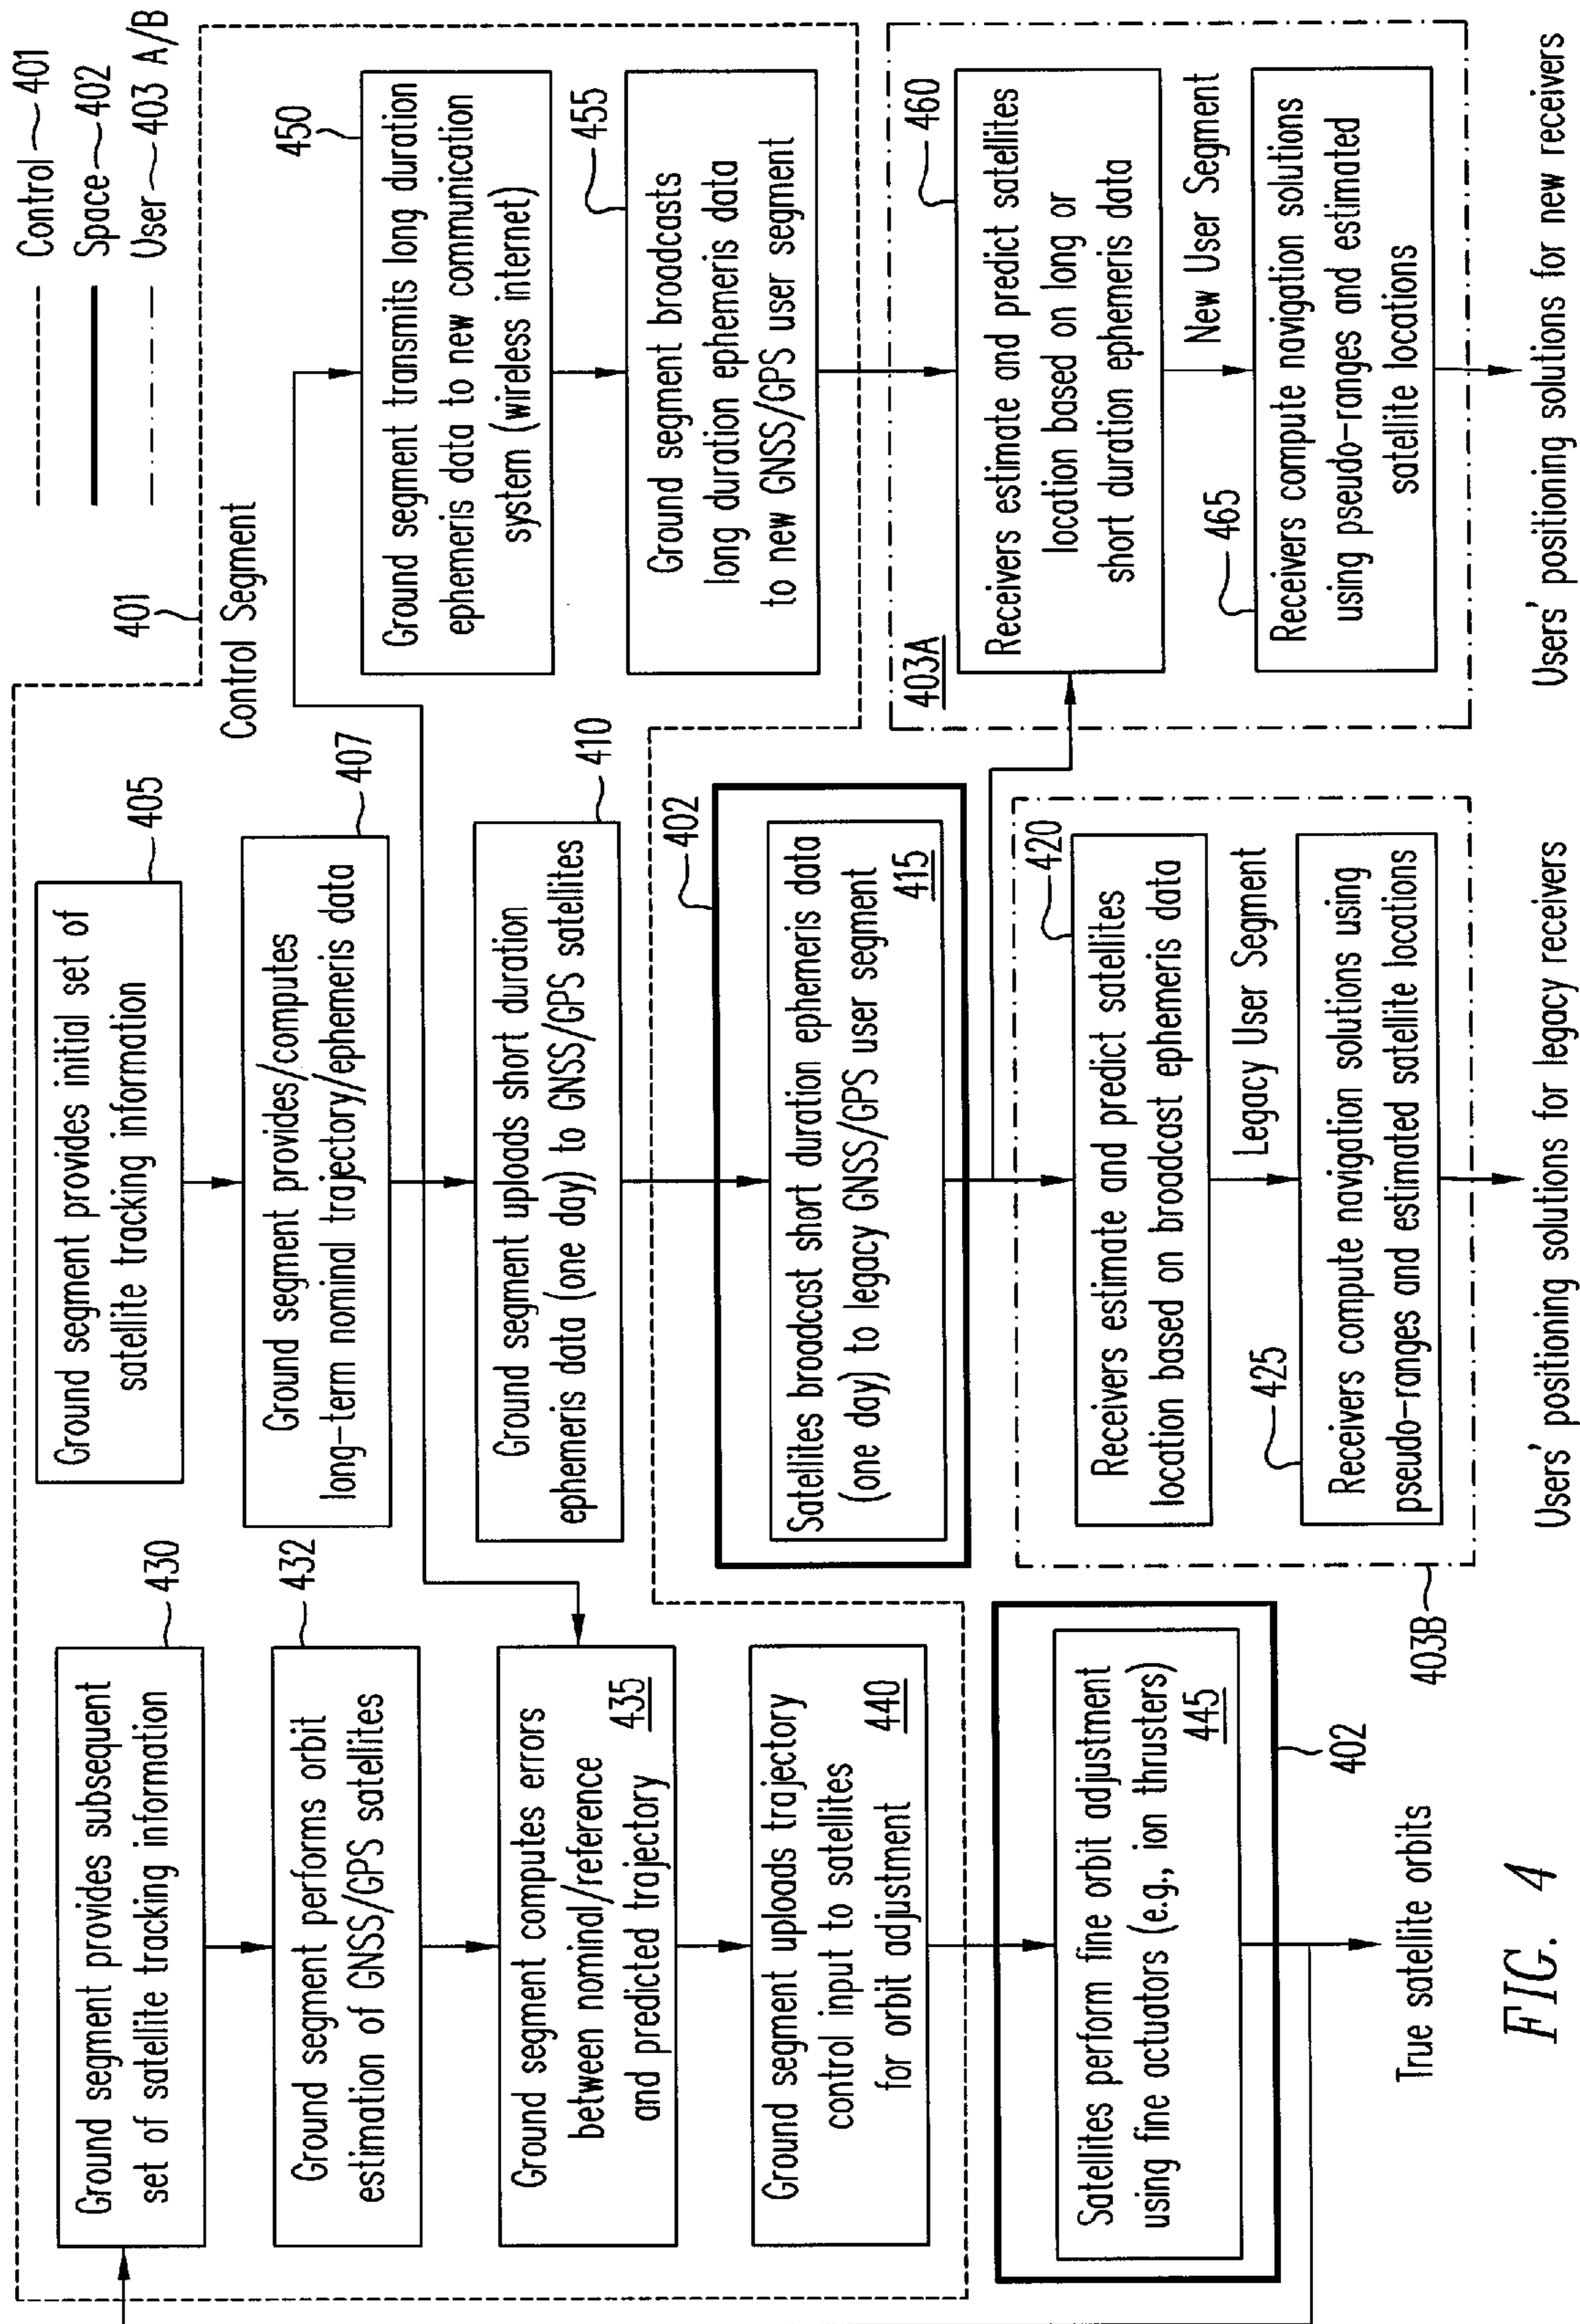 Control 401
Space 402
User 403 A/B
401
Control Segment
Ground segment provides subsequent
set of satellite tracking information
430
Ground segment performs orbit
estimation of GNSS/GPS satellites
432
Ground segment computes errors
between nominal/reference
and predicted trajectory
435
Ground segment uploads trajectory
control input to satellites
for orbit adjustment
440
Satellites perform fine orbit adjustment
using fine actuators (e.g., ion thrusters)
445
402
True satellite orbits
Ground segment provides initial set of
satellite tracking information
405
Ground segment provides/computes
long-term nominal trajectory/ephemeris data
407
Ground segment uploads short duration
ephemeris data (one day) to GNSS/GPS satellites
410
402
Satellites broadcast short duration ephemeris data
(one day) to legacy GNSS/GPS user segment
415
420
Receivers estimate and predict satellites
location based on broadcast ephemeris data
Legacy User Segment
425
Receivers compute navigation solutions using
pseudo-ranges and estimated satellite locations
403B
Users' positioning solutions for legacy receivers
450
Ground segment transmits long duration
ephemeris data to new communication
system (wireless internet)
455
Ground segment broadcasts
long duration ephemeris data
to new GNSS/GPS user segment
403A
460
Receivers estimate and predict satellites
location based on long or
short duration ephemeris data
New User Segment
465
Receivers compute navigation solutions
using pseudo-ranges and estimated
satellite locations
Users' positioning solutions for new receivers
FIG. 4